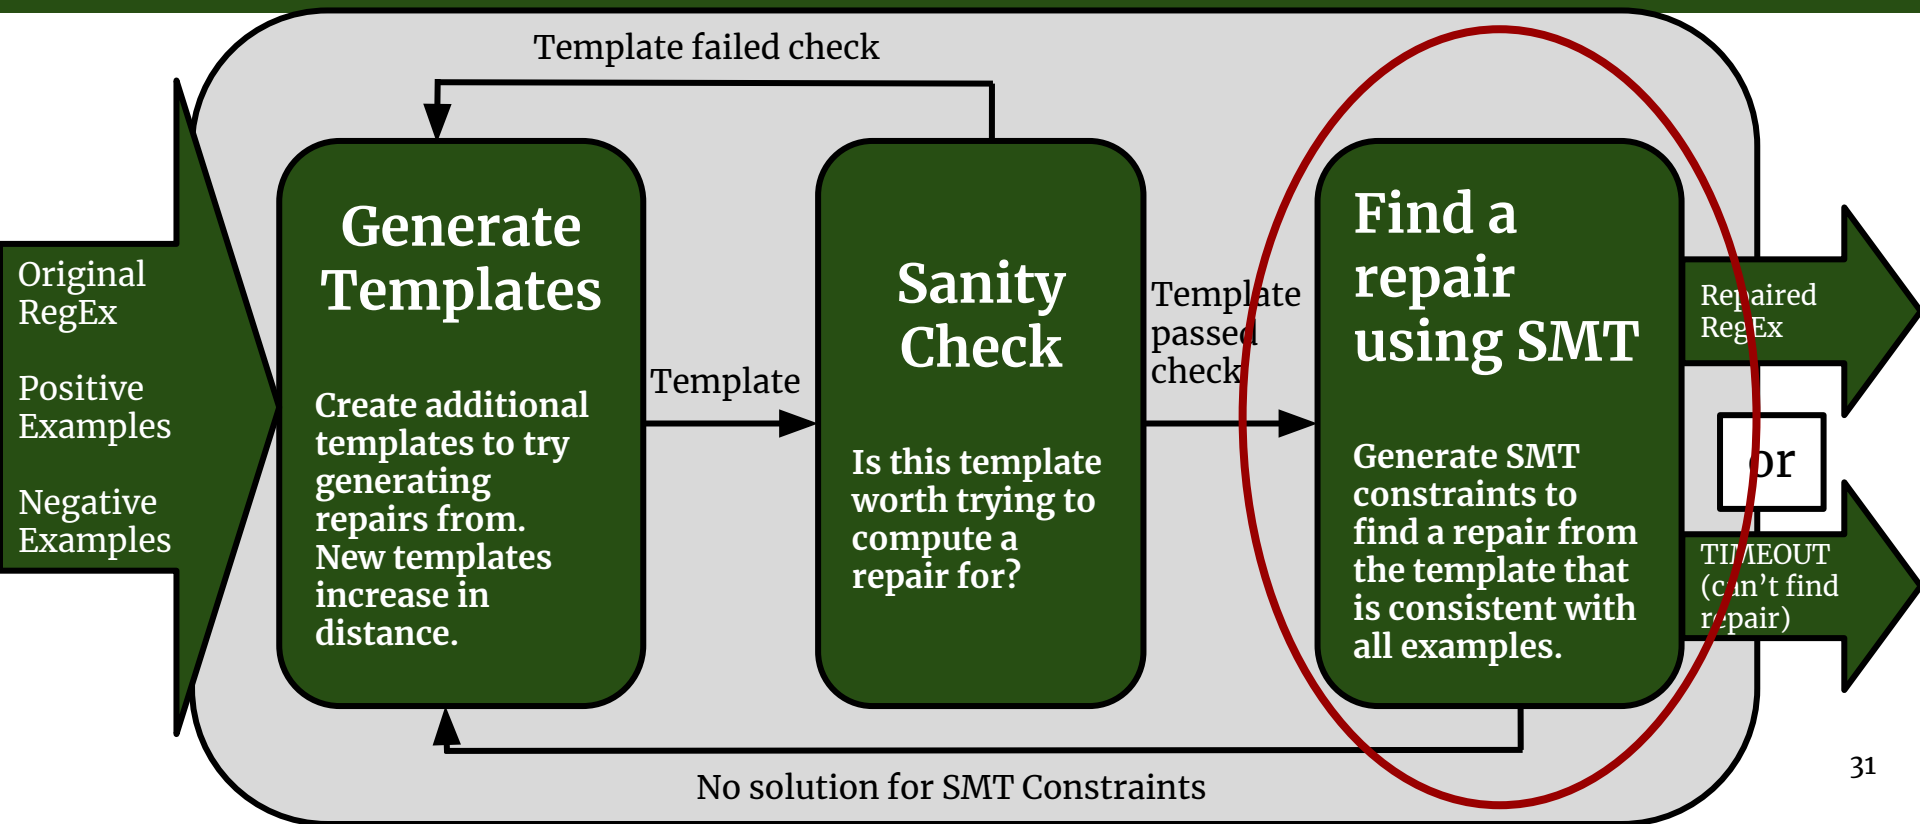 Template failed check
Original
RegEx
Positive
Examples
Negative
Examples
Generate
Templates
Create additional
templates to try
generating
repairs from.
New templates
increase in
distance.
Template
Sanity
Check
Is this template
worth trying to
compute a
repair for?
Template
passed
check
Find a
repair
using SMT
Generate SMT
constraints to
find a repair from
the template that
is consistent with
all examples.
Repaired
RegEx
or
TIMEOUT
(can't find
repair)
No solution for SMT Constraints
31